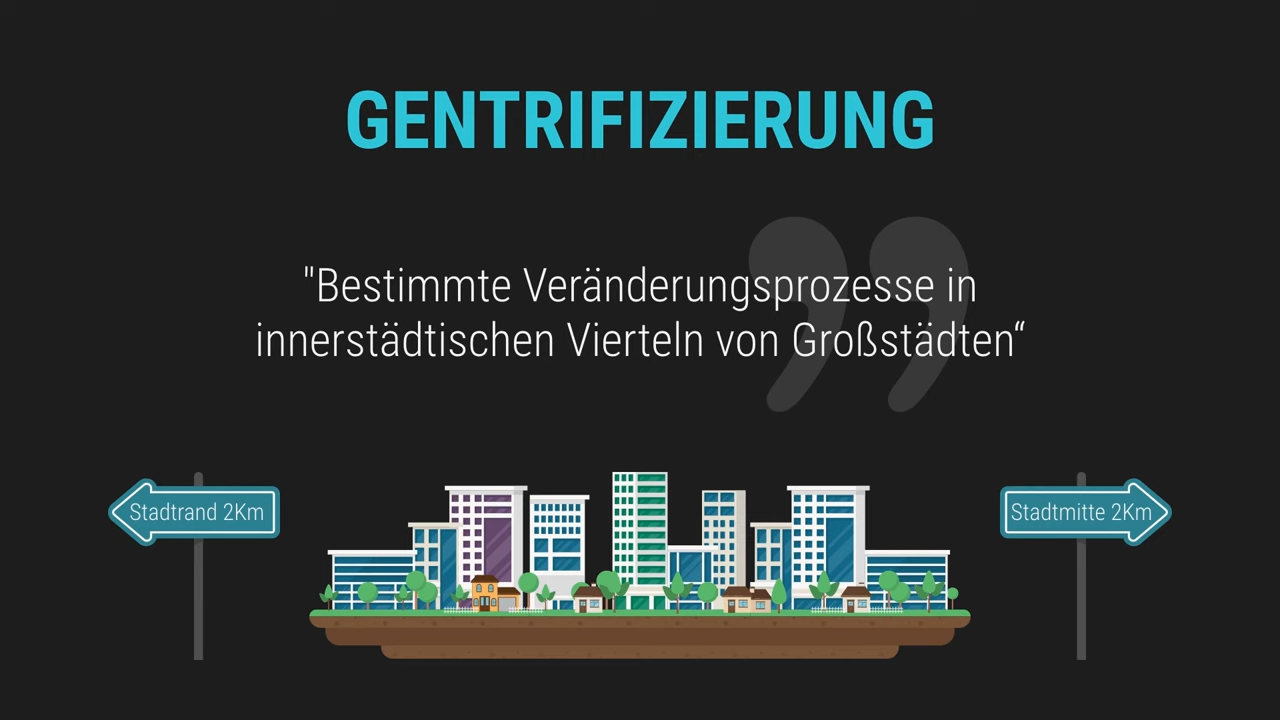 GENTRIFIZIERUNG
"Bestimmte Veränderungsprozesse in
innerstädtischen Vierteln von Großstädten“
Stadtrand 2Km
Stadtmitte 2Km